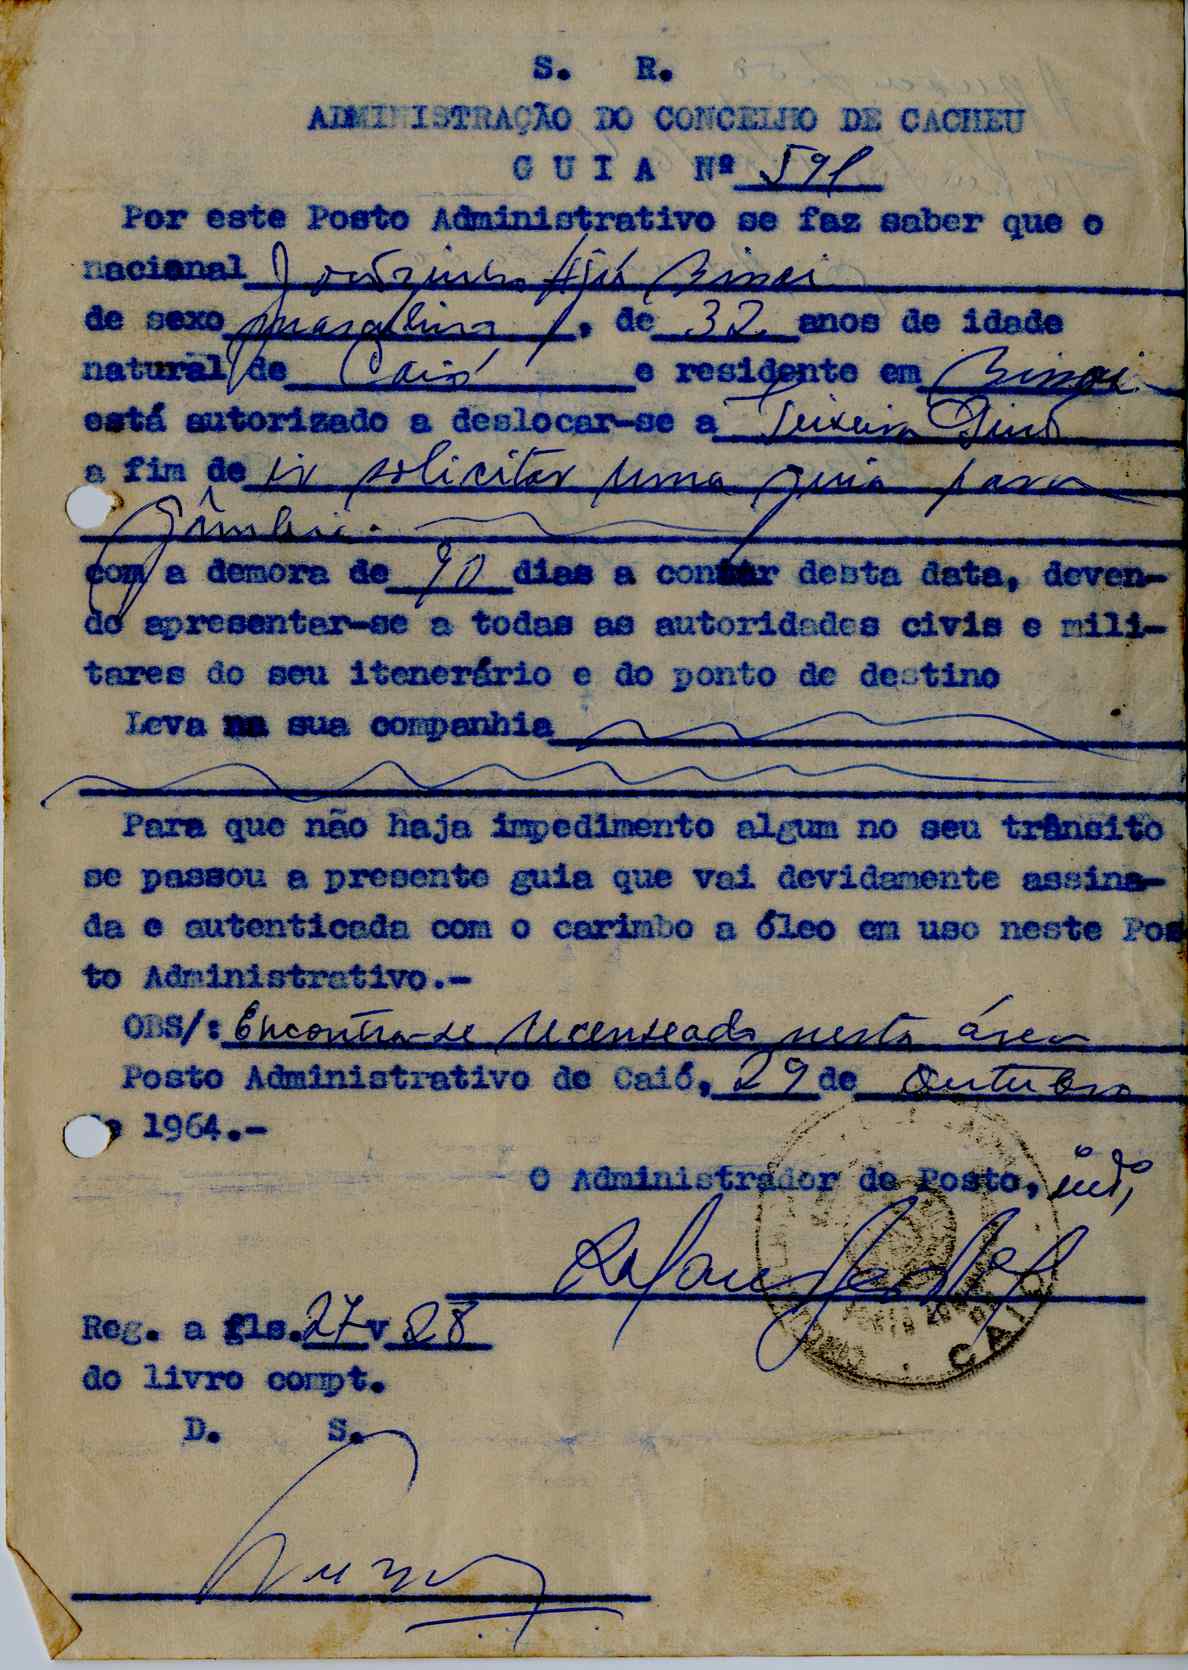 S. R.
ADMINISTRAÇÃO DO CONCELHO DE CACHEU
GUIA Nº 591
Por este Posto Administrativo se faz saber que o
nacional
de sexo masculino, de 32 anos de idade
natural de Caió e residente em Bingi
está autorizado a deslocar-se a Teixeira Pinto
a fim de ir solicitar uma guia para
Gâmbia.
com a demora de 90 dias a contar desta data, deven-
do apresentar-se a todas as autoridades civis e mili-
tares do seu itenerário e do ponto de destino
Leva na sua companhia
Para que não haja impedimento algum no seu trânsito
se passou a presente guia que vai devidamente assina-
da e autenticada com o carimbo a óleo em uso neste Pos
to Administrativo.-
OBS/: Encontra-se recenseado nesta área
Posto Administrativo de Caió, 29 de Outubro
de 1964.-
O Administrador de Posto,
CAIÓ
Reg. a fls. 27 v 28
do livro compt.
D. S.